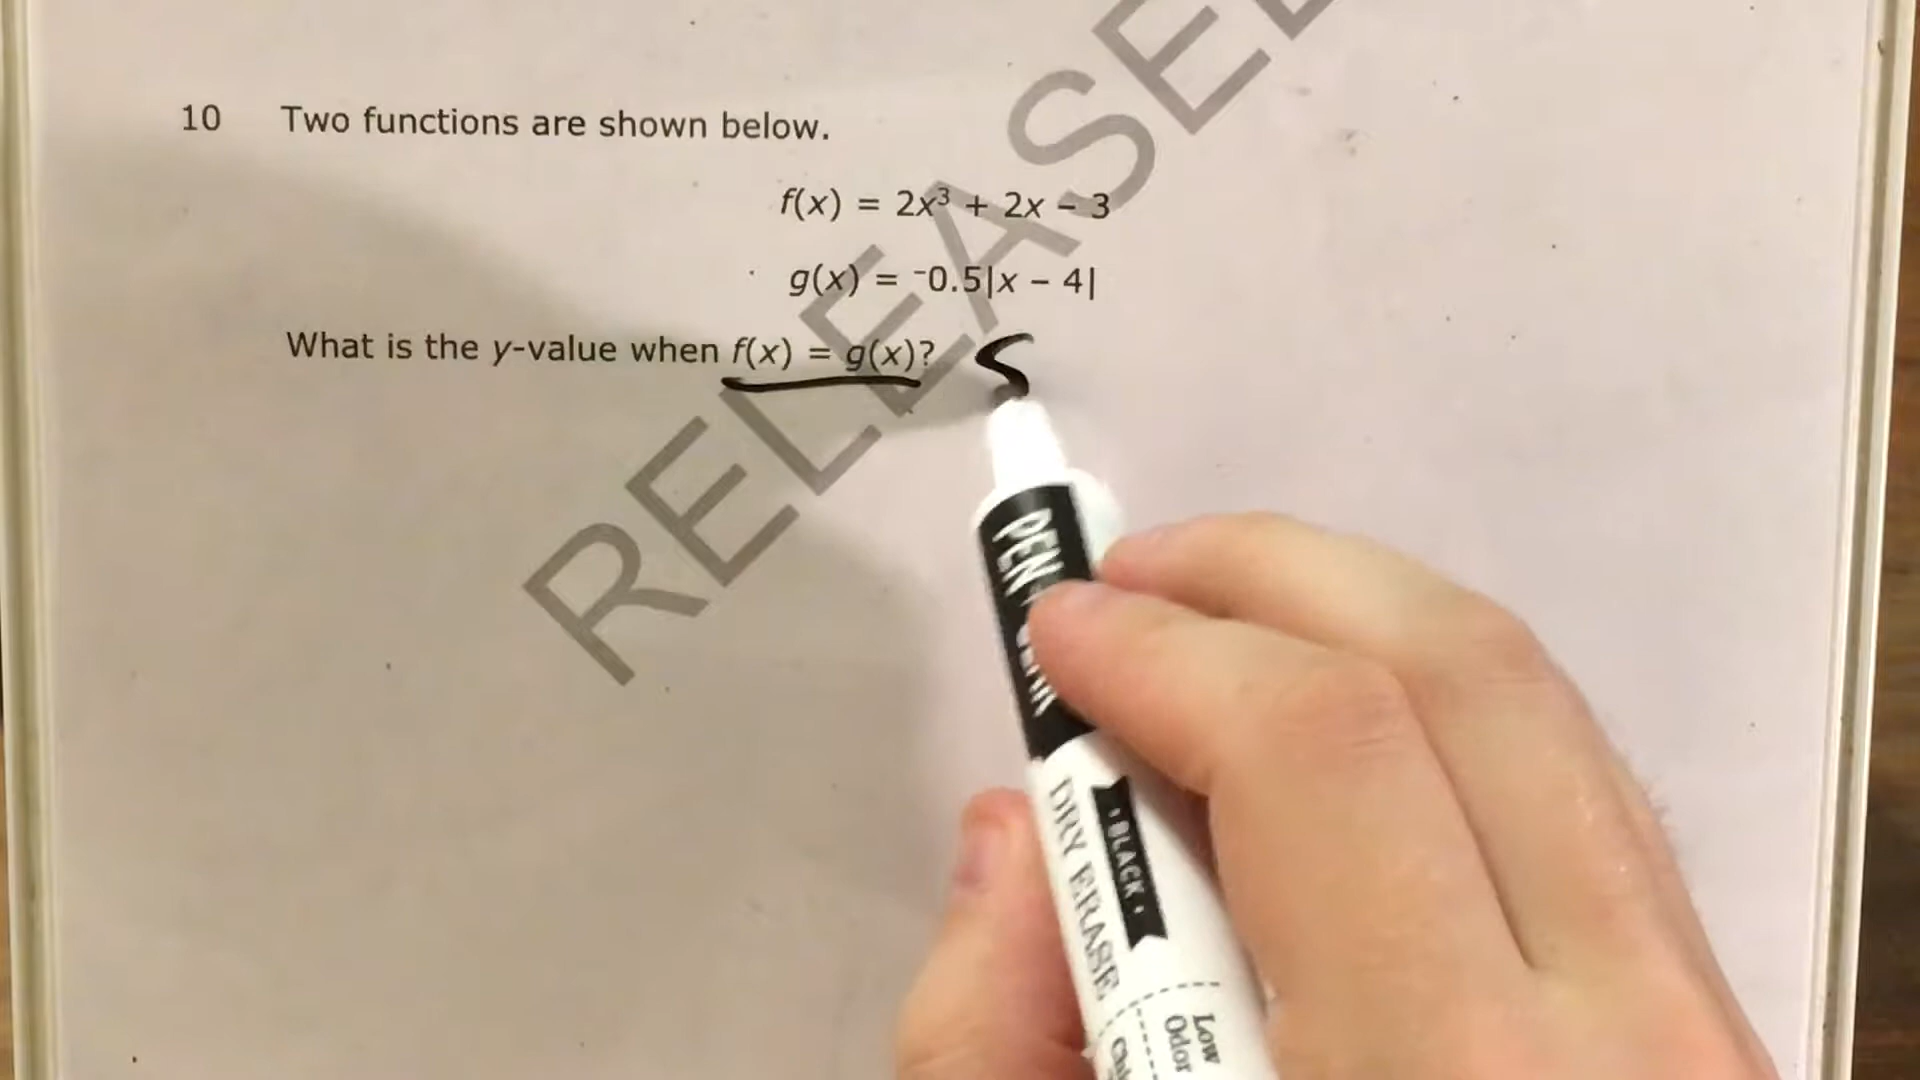 10 Two functions are shown below.
f(x) = 2x³ + 2x – 3
g(x) = ⁻0.5|x – 4|
What is the y-value when f(x) = g(x)? S
RELEASE
PEN
DRY ERASE
• BLACK •
Low
Odor